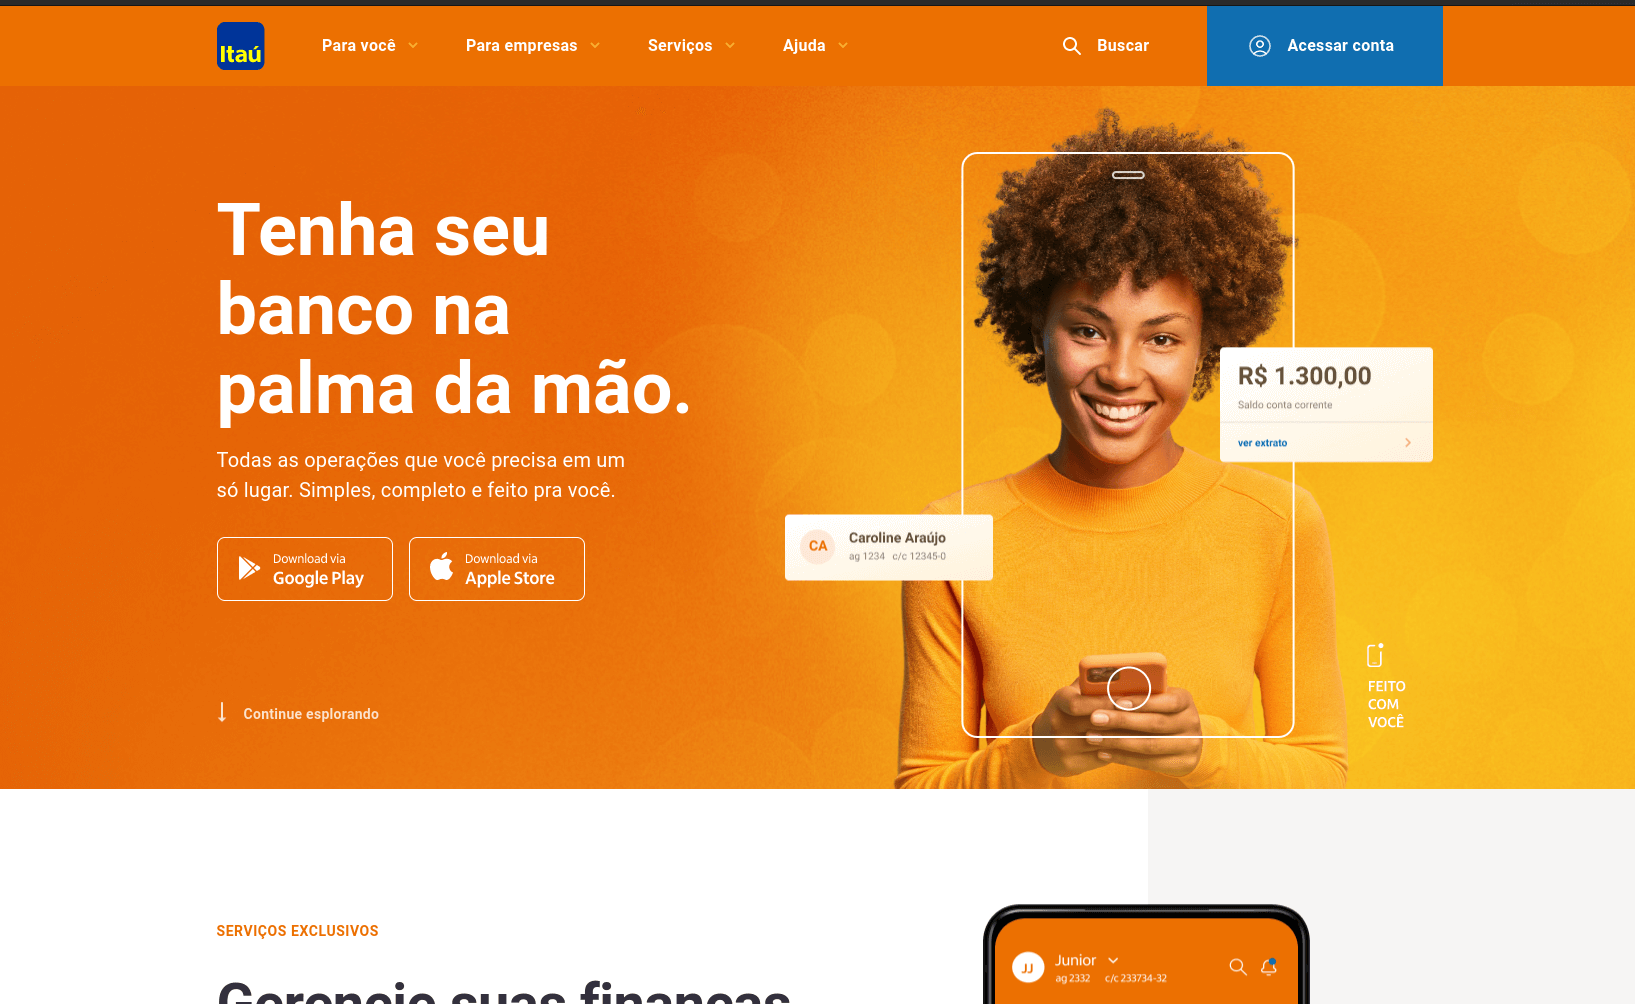 Itaú
Para você
Para empresas
Serviços
Ajuda
Buscar
Acessar conta
Tenha seu
banco na
palma da mão.
Todas as operações que você precisa em um
só lugar. Simples, completo e feito pra você.
Download via
Google Play
Download via
Apple Store
Continue esplorando
R$ 1.300,00
Saldo conta corrente
ver extrato
CA
Caroline Araújo
ag 1234 c/c 12345-0
FEITO
COM
VOCÊ
SERVIÇOS EXCLUSIVOS
Gerencie suas finanças
JJ
Junior
ag 2332 c/c 233734-32